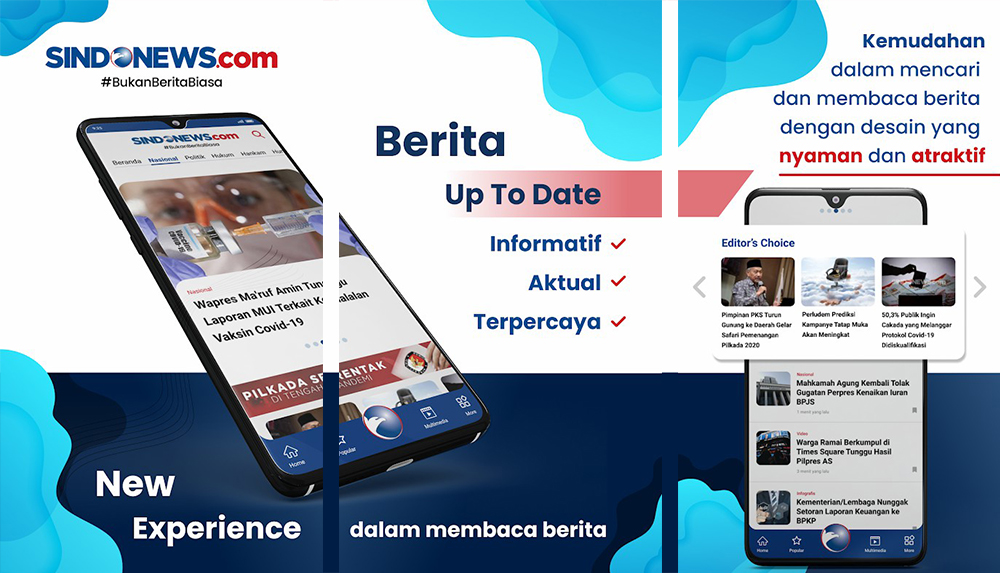 SINDONEWS.com
#BukanBeritaBiasa
SINDONEWS.com
#BukanBeritaBiasa
Beranda Nasional Politik Hukum Hankam
Nasional
Wapres Ma'ruf Amin Tunggu
Laporan MUI Terkait Kehalalan
Vaksin Covid-19
PILKADA SERENTAK
DI TENGAH PANDEMI
Home
Popular
Multimedia
More
New
Experience
Berita
Up To Date
Informatif
Aktual
Terpercaya
dalam membaca berita
Kemudahan
dalam mencari
dan membaca berita
dengan desain yang
nyaman dan atraktif
Editor's Choice
Pimpinan PKS Turun
Gunung ke Daerah Gelar
Safari Pemenangan
Pilkada 2020
Perludem Prediksi
Kampanye Tatap Muka
Akan Meningkat
50,3% Publik Ingin
Cakada yang Melanggar
Protokol Covid-19
Didiskualifikasi
Nasional
Mahkamah Agung Kembali Tolak
Gugatan Perpres Kenaikan Iuran
BPJS
1 menit yang lalu
Video
Warga Ramai Berkumpul di
Times Square Tunggu Hasil
Pilpres AS
Infografis
Kementerian/Lembaga Nunggak
Setoran Laporan Keuangan ke
BPKP
Home
Popular
Multimedia
More